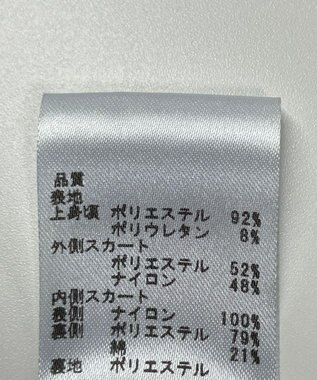 品質
表地
上身頃 ポリエステル 92%
ポリウレタン 8%
外側スカート
ポリエステル 52%
ナイロン 48%
内側スカート
表側 ナイロン 100%
裏側 ポリエステル 79%
綿 21%
裏地 ポリエステル